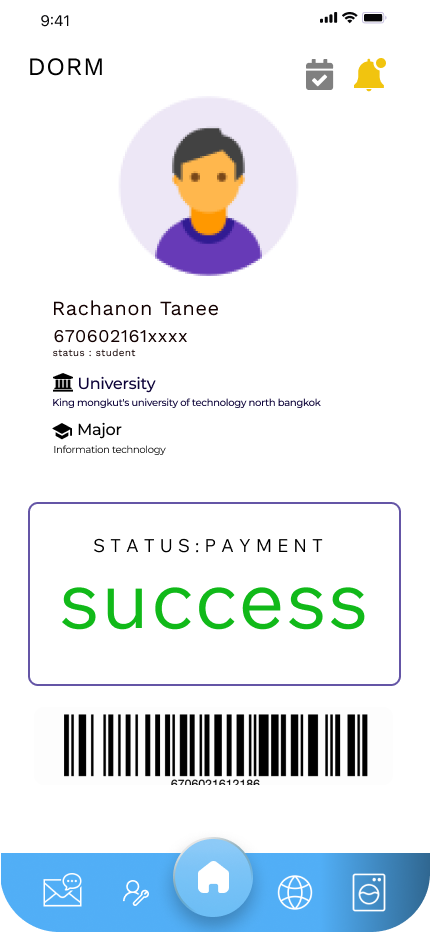 9:41
DORM
Rachanon Tanee
670602161xxxx
status : student
University
King mongkut's university of technology north bangkok
Major
Information technology
STATUS:PAYMENT
success
6706021612186